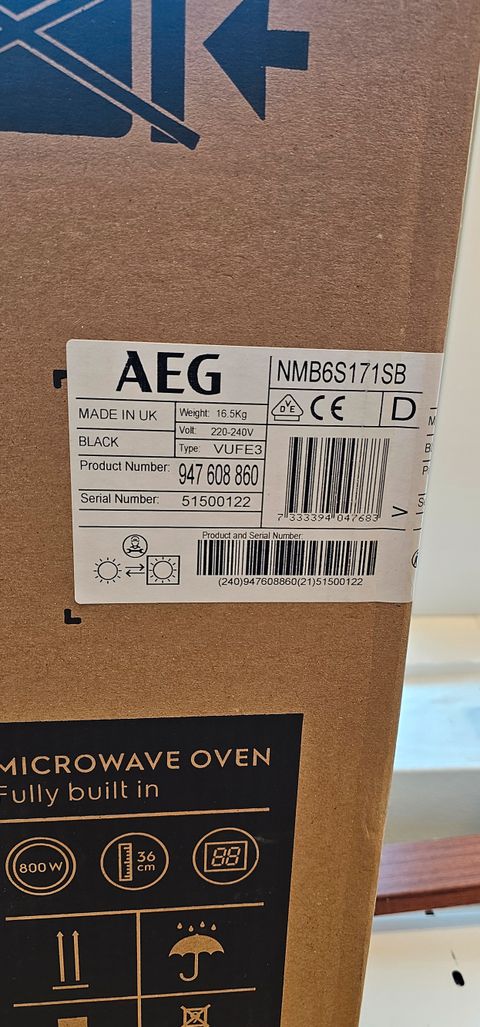 AEG
NMB6S171SB
MADE IN UK
Weight: 16.5Kg
VDE
CE
D
Volt: 220-240V
BLACK
Type: VUFE3
Product Number: 947 608 860
Serial Number: 51500122
7 333394 047683
V
Product and Serial Number:
(240)947608860(21)51500122
MICROWAVE OVEN
Fully built in
800 W
36
cm
88